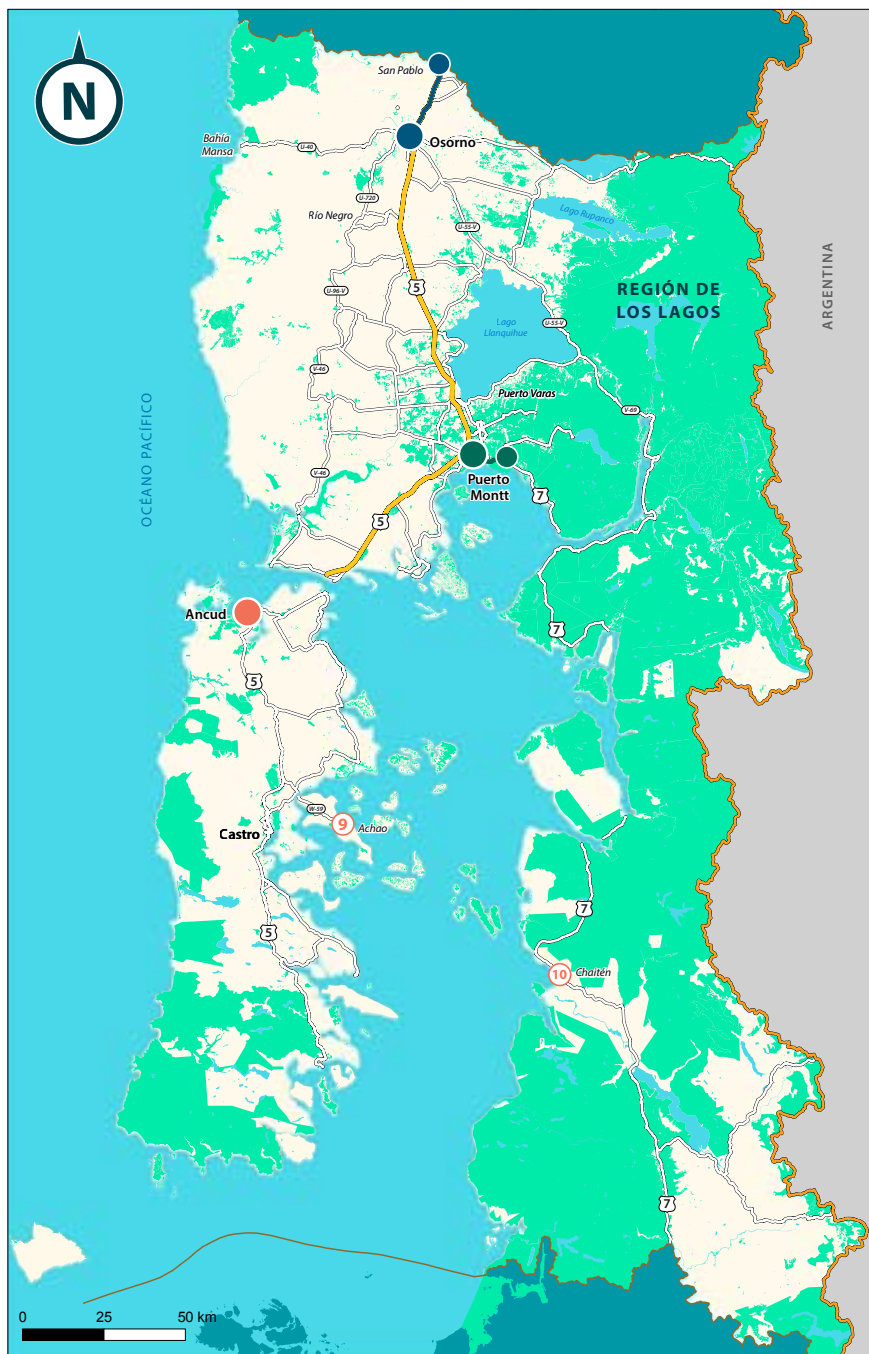 N
San Pablo
Bahía
Mansa
U-40
Osorno
U-720
Río Negro
U-55-V
Lago Rupanco
5
U-96-V
REGIÓN DE
LOS LAGOS
ARGENTINA
Lago
Llanquihue
U-55-V
V-46
Puerto Varas
V-69
OCÉANO PACÍFICO
V-46
Puerto
Montt
7
5
Ancud
7
5
W-59
9
Achao
Castro
7
5
10
Chaitén
7
0
25
50 km